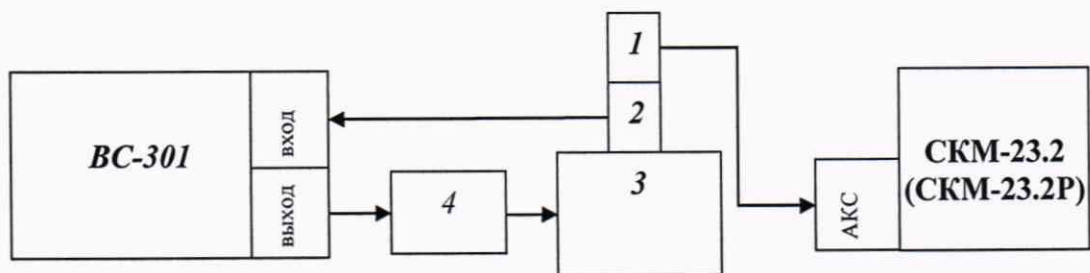 1
2
ВС-301
ВХОД
ВЫХОД
4
3
СКМ-23.2
(СКМ-23.2Р)
АКС